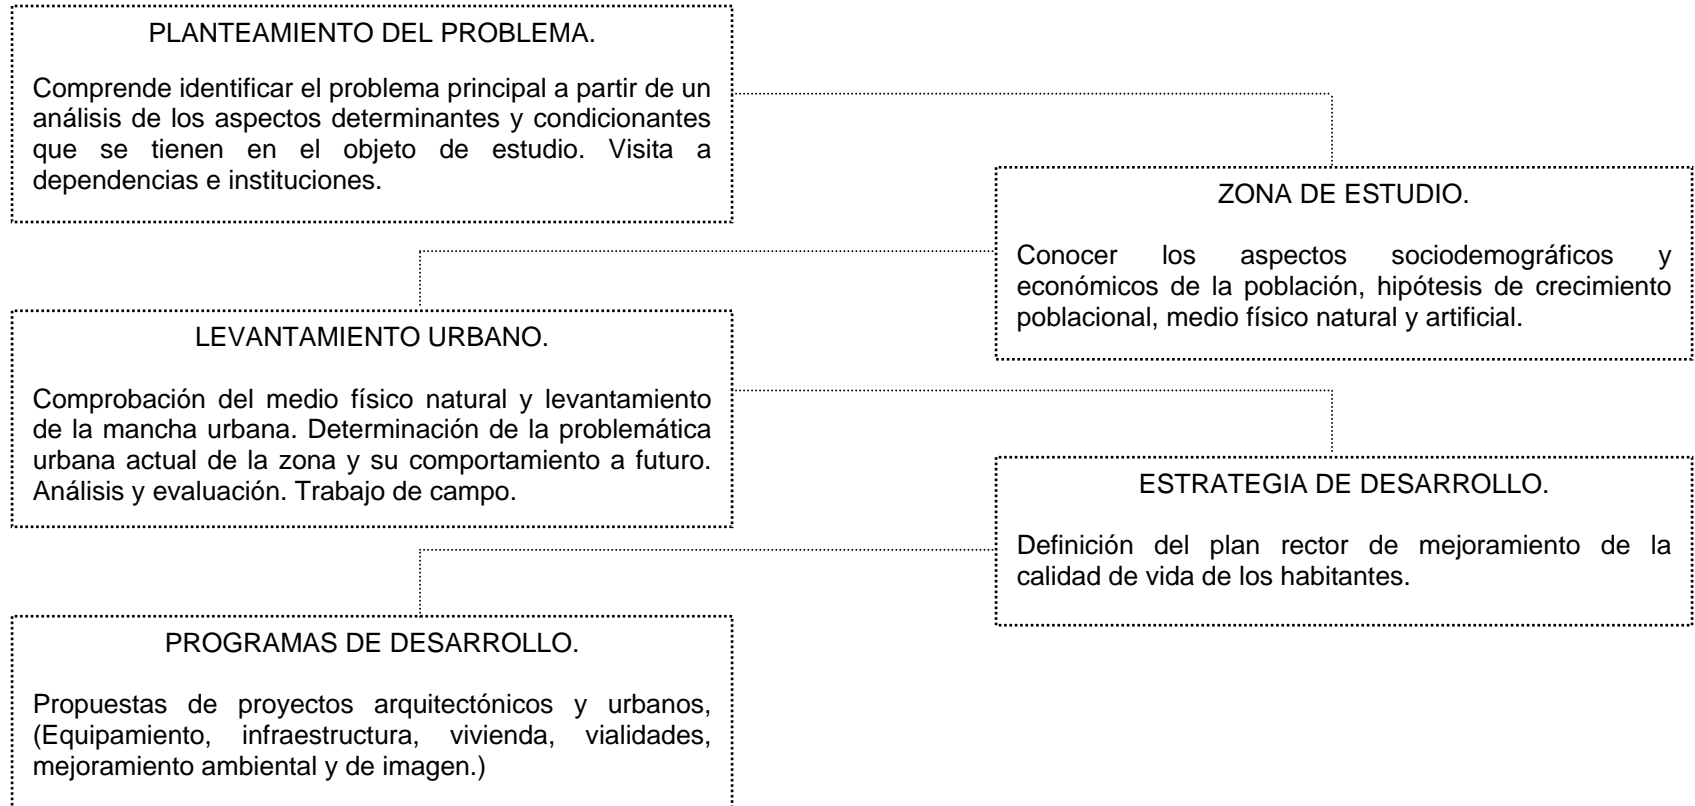 PLANTEAMIENTO DEL PROBLEMA.
Comprende identificar el problema principal a partir de un
análisis de los aspectos determinantes y condicionantes
que se tienen en el objeto de estudio. Visita a
dependencias e instituciones.
ZONA DE ESTUDIO.
Conocer los aspectos sociodemográficos y
económicos de la población, hipótesis de crecimiento
poblacional, medio físico natural y artificial.
LEVANTAMIENTO URBANO.
Comprobación del medio físico natural y levantamiento
de la mancha urbana. Determinación de la problemática
urbana actual de la zona y su comportamiento a futuro.
Análisis y evaluación. Trabajo de campo.
ESTRATEGIA DE DESARROLLO.
Definición del plan rector de mejoramiento de la
calidad de vida de los habitantes.
PROGRAMAS DE DESARROLLO.
Propuestas de proyectos arquitectónicos y urbanos,
(Equipamiento, infraestructura, vivienda, vialidades,
mejoramiento ambiental y de imagen.)